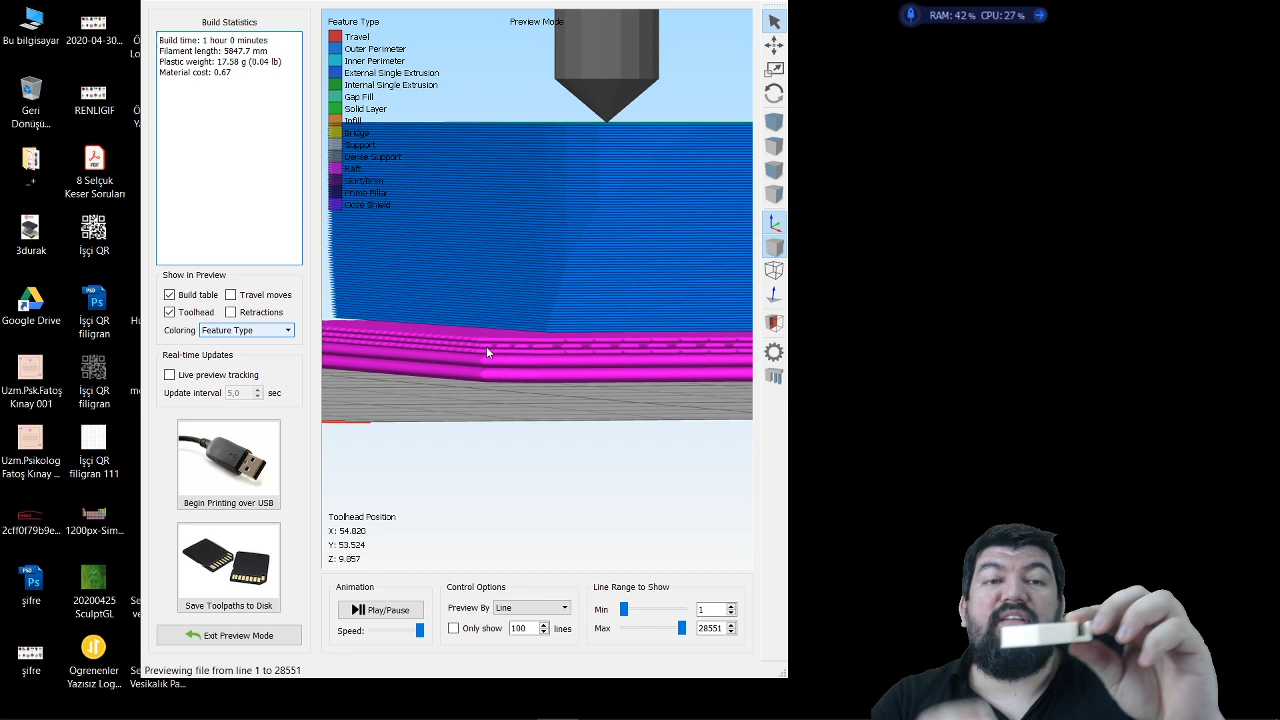 Bu bilgisayar
2020-04-30...
Geri
Dönüşü...
RENLIGIF
_+
8 Selçuk
Keser Soruları
3durak
İşçi QR
Google Drive
İşçi QR
filigran
Uzm.Psk.Fatoş
Kınay 001
İşçi QR
filigran
Uzm.Psikolog
Fatoş Kınay ...
İşçi QR
filigran 111
2cff0f79b9e...
1200px-Sim...
şifre
20200425
SculptGL
şifre
Ogrenenler
Yazısiz Log...
Vesikalık Pa...
Build Statistics
Build time: 1 hour 0 minutes
Filament length: 5847.7 mm
Plastic weight: 17.58 g (0.04 lb)
Material cost: 0.67
Show in Preview
Build table
Travel moves
Toolhead
Retractions
Coloring
Feature Type
Real-time Updates
Live preview tracking
Update interval
5,0
sec
Begin Printing over USB
Save Toolpaths to Disk
Exit Preview Mode
Previewing file from line 1 to 28551
Feature Type
Preview Mode
Travel
Outer Perimeter
Inner Perimeter
External Single Extrusion
Internal Single Extrusion
Gap Fill
Solid Layer
Infill
Bridge
Support
Dense Support
Raft
Skirt/Brim
Prime Pillar
Ooze Shield
Toolhead Position
X: 54.820
Y: 53.524
Z: 9.857
Animation
Play/Pause
Speed:
Control Options
Preview By
Line
Only show
100
lines
Line Range to Show
Min
1
Max
28551
RAM: 42 % CPU: 27 %